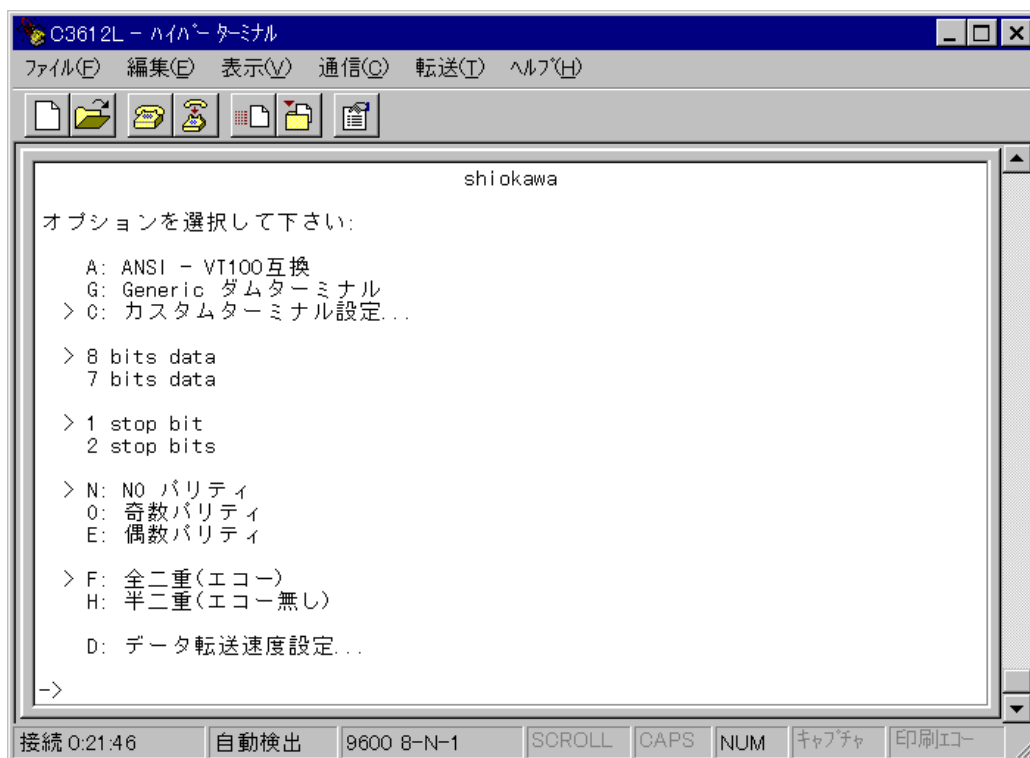 C3612L - ﾊｲﾊﾟｰ ﾀｰﾐﾅﾙ
ﾌｧｲﾙ(F) 編集(E) 表示(V) 通信(C) 転送(T) ﾍﾙﾌﾟ(H)
shiokawa
オプションを選択して下さい:
A: ANSI - VT100互換
G: Generic ダムターミナル
> C: カスタムターミナル設定...
> 8 bits data
7 bits data
> 1 stop bit
2 stop bits
> N: NO パリティ
O: 奇数パリティ
E: 偶数パリティ
> F: 全二重(エコー)
H: 半二重(エコー無し)
D: データ転送速度設定...
->
接続 0:21:46 自動検出 9600 8-N-1 SCROLL CAPS NUM ｷｬﾌﾟﾁｬ 印刷ｴｺｰ